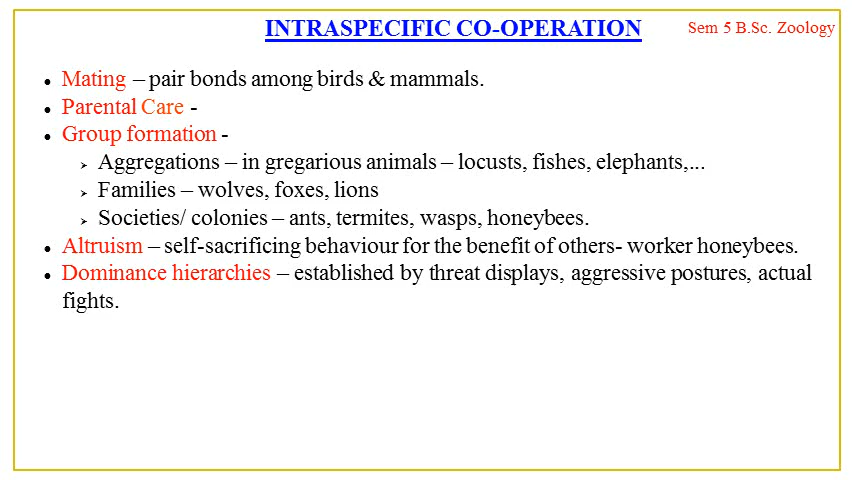 INTRASPECIFIC CO-OPERATION
Sem 5 B.Sc. Zoology
● Mating – pair bonds among birds & mammals.
● Parental Care -
● Group formation -
➢ Aggregations – in gregarious animals – locusts, fishes, elephants,...
➢ Families – wolves, foxes, lions
➢ Societies/ colonies – ants, termites, wasps, honeybees.
● Altruism – self-sacrificing behaviour for the benefit of others- worker honeybees.
● Dominance hierarchies – established by threat displays, aggressive postures, actual
fights.